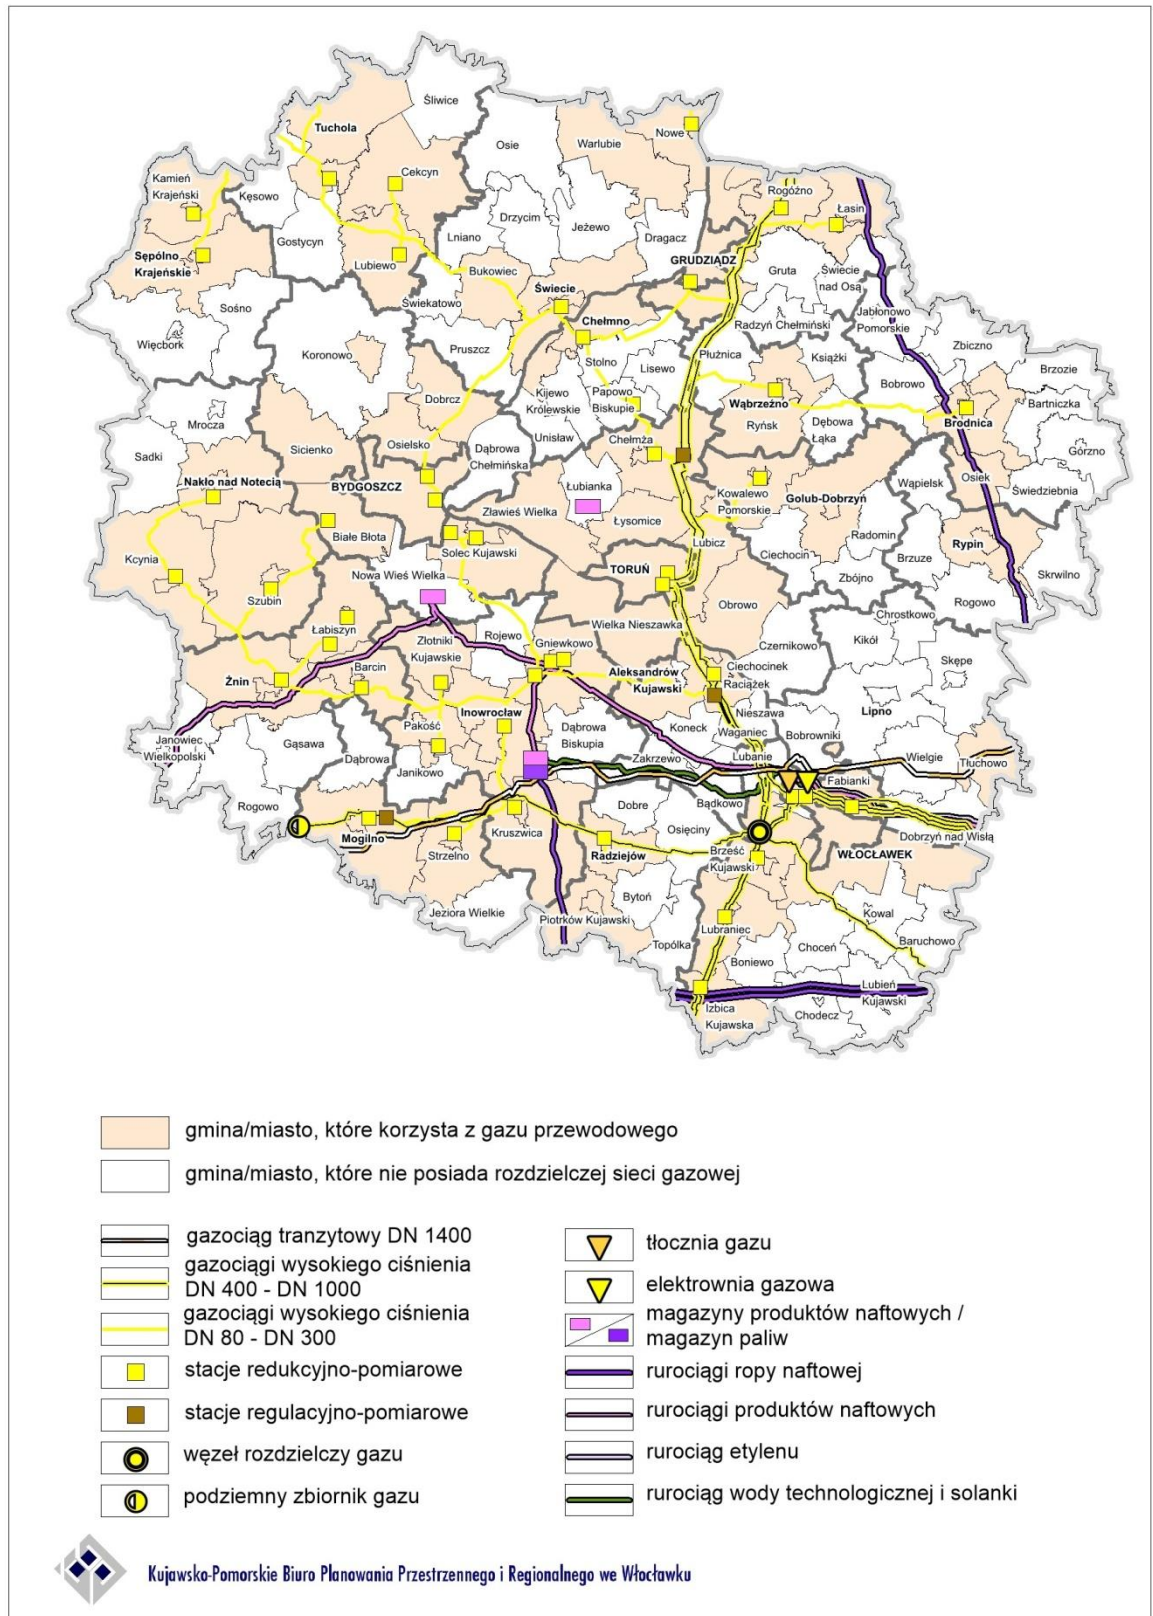 Śliwice
Tuchola
Nowe
Osie
Warlubie
Cekcyn
Kamień
Krajeński
Kęsowo
Rogóźno
Łasin
Drzycim
Jeżewo
Lniano
Dragacz
Gostycyn
Sępólno
Krajeńskie
Lubiewo
GRUDZIĄDZ
Bukowiec
Gruta
Świecie
nad Osą
Świecie
Świekatowo
Sośno
Jabłonowo
Pomorskie
Chełmno
Radzyń Chełmiński
Więcbork
Koronowo
Pruszcz
Zbiczno
Stolno
Płużnica
Książki
Lisewo
Bobrowo
Brzozie
Kijewo
Królewskie
Papowo
Biskupie
Wąbrzeźno
Dobrcz
Bartniczka
Mrocza
Brodnica
Ryńsk
Dębowa
Łąka
Unisław
Chełmża
Osielsko
Dąbrowa
Chełmińska
Sicienko
Górzno
Sadki
Wąpielsk
Osiek
Nakło nad Notecią
BYDGOSZCZ
Łubianka
Świedziebnia
Kowalewo
Pomorskie
Golub-Dobrzyń
Zławieś Wielka
Łysomice
Białe Błota
Radomin
Rypin
Solec Kujawski
Lubicz
Ciechocin
Brzuze
Kcynia
TORUŃ
Zbójno
Skrwilno
Nowa Wieś Wielka
Szubin
Rogowo
Obrowo
Chrostkowo
Łabiszyn
Wielka Nieszawka
Złotniki
Kujawskie
Rojewo
Gniewkowo
Kikół
Czernikowo
Skępe
Barcin
Aleksandrów
Kujawski
Ciechocinek
Raciążek
Żnin
Inowrocław
Lipno
Nieszawa
Pakość
Dąbrowa
Biskupia
Koneck
Waganiec
Bobrowniki
Janowiec
Wielkopolski
Gąsawa
Dąbrowa
Janikowo
Zakrzewo
Lubanie
Wielgie
Tłuchowo
Fabianki
Bądkowo
Rogowo
Dobre
Osięciny
Mogilno
Kruszwica
Dobrzyń nad Wisłą
Strzelno
Radziejów
Brześć
Kujawski
WŁOCŁAWEK
Bytoń
Jeziora Wielkie
Piotrków Kujawski
Kowal
Lubraniec
Topólka
Choceń
Baruchowo
Boniewo
Lubień
Kujawski
Izbica
Kujawska
Chodecz
gmina/miasto, które korzysta z gazu przewodowego
gmina/miasto, które nie posiada rozdzielczej sieci gazowej
gazociąg tranzytowy DN 1400
gazociągi wysokiego ciśnienia
DN 400 - DN 1000
gazociągi wysokiego ciśnienia
DN 80 - DN 300
stacje redukcyjno-pomiarowe
stacje regulacyjno-pomiarowe
węzeł rozdzielczy gazu
podziemny zbiornik gazu
tłocznia gazu
elektrownia gazowa
magazyny produktów naftowych /
magazyn paliw
rurociągi ropy naftowej
rurociągi produktów naftowych
rurociąg etylenu
rurociąg wody technologicznej i solanki
Kujawsko-Pomorskie Biuro Planowania Przestrzennego i Regionalnego we Włocławku